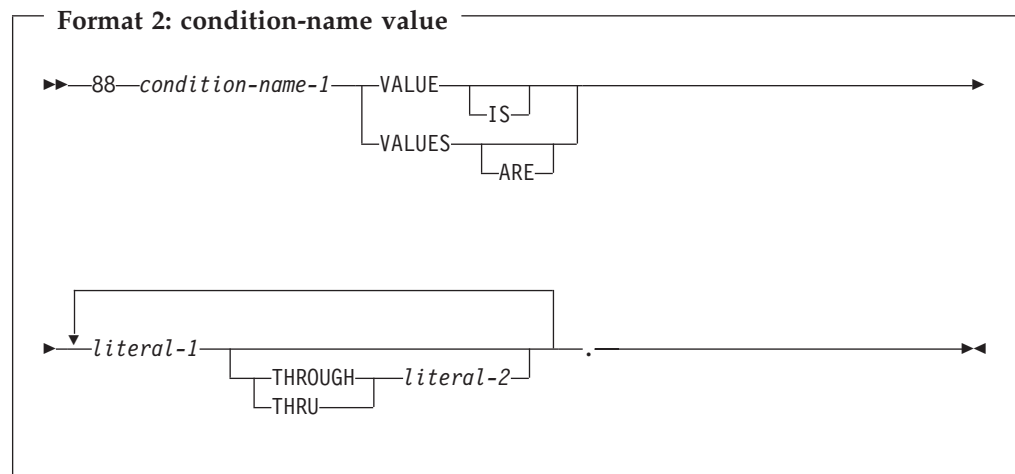 Format 2: condition-name value
88 condition-name-1 VALUE
IS
VALUES
ARE
literal-1 .
THROUGH literal-2
THRU